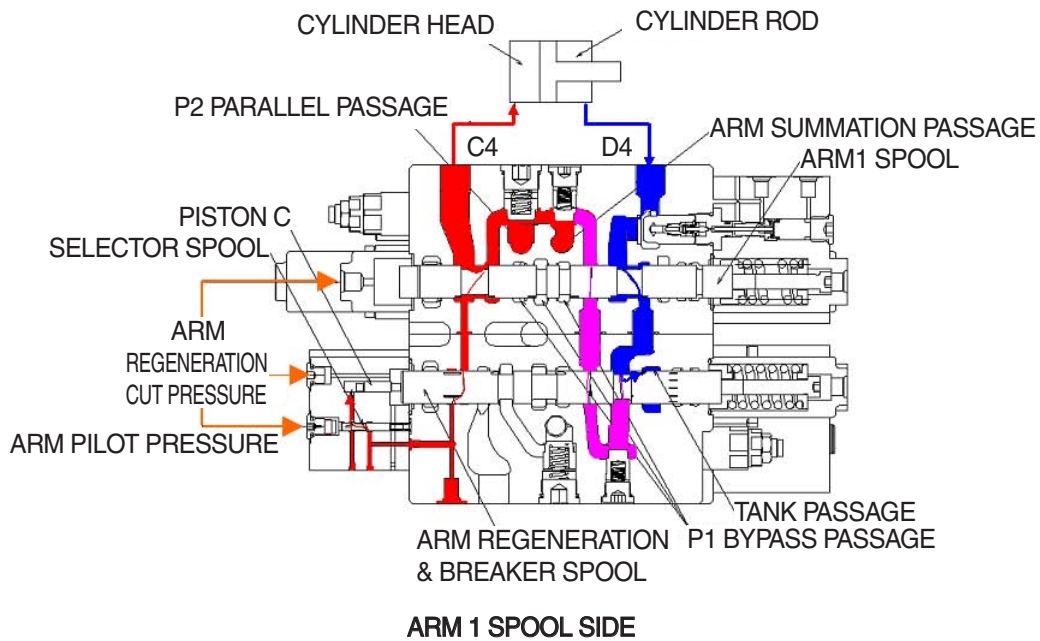 CYLINDER HEAD
CYLINDER ROD
P2 PARALLEL PASSAGE
C4
D4
ARM SUMMATION PASSAGE
ARM1 SPOOL
PISTON C
SELECTOR SPOOL
ARM
REGENERATION
CUT PRESSURE
ARM PILOT PRESSURE
TANK PASSAGE
P1 BYPASS PASSAGE
ARM REGENERATION
& BREAKER SPOOL
ARM 1 SPOOL SIDE